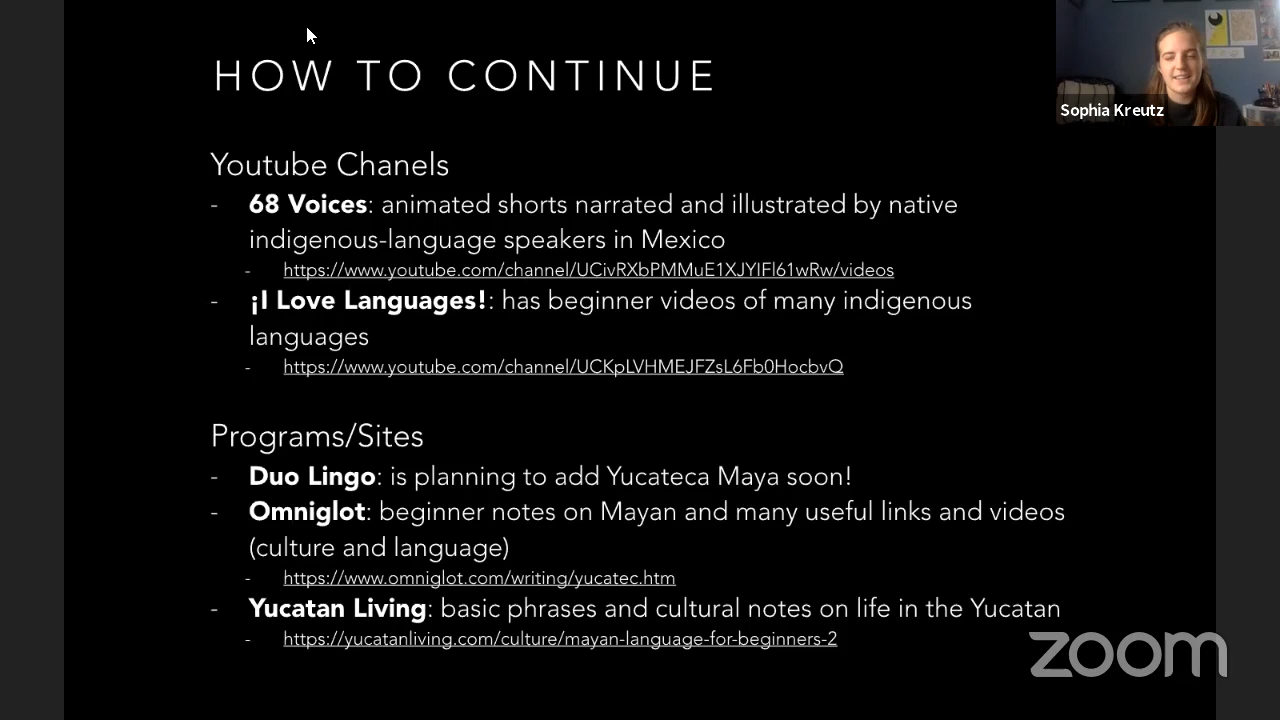 HOW TO CONTINUE
Sophia Kreutz
Youtube Chanels
- 68 Voices: animated shorts narrated and illustrated by native
indigenous-language speakers in Mexico
- https://www.youtube.com/channel/UCivRXbPMMuE1XJYIFl61wRw/videos
- ¡I Love Languages!: has beginner videos of many indigenous
languages
- https://www.youtube.com/channel/UCKpLVHMEJFZsL6Fb0HocbvQ
Programs/Sites
- Duo Lingo: is planning to add Yucateca Maya soon!
- Omniglot: beginner notes on Mayan and many useful links and videos
(culture and language)
- https://www.omniglot.com/writing/yucatec.htm
- Yucatan Living: basic phrases and cultural notes on life in the Yucatan
- https://yucatanliving.com/culture/mayan-language-for-beginners-2
zoom